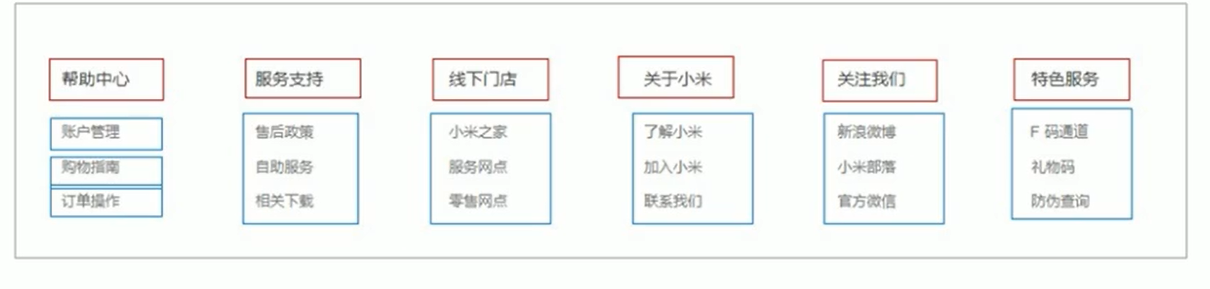 帮助中心
账户管理
购物指南
订单操作
服务支持
售后政策
自助服务
相关下载
线下门店
小米之家
服务网点
零售网点
关于小米
了解小米
加入小米
联系我们
关注我们
新浪微博
小米部落
官方微信
特色服务
F 码通道
礼物码
防伪查询